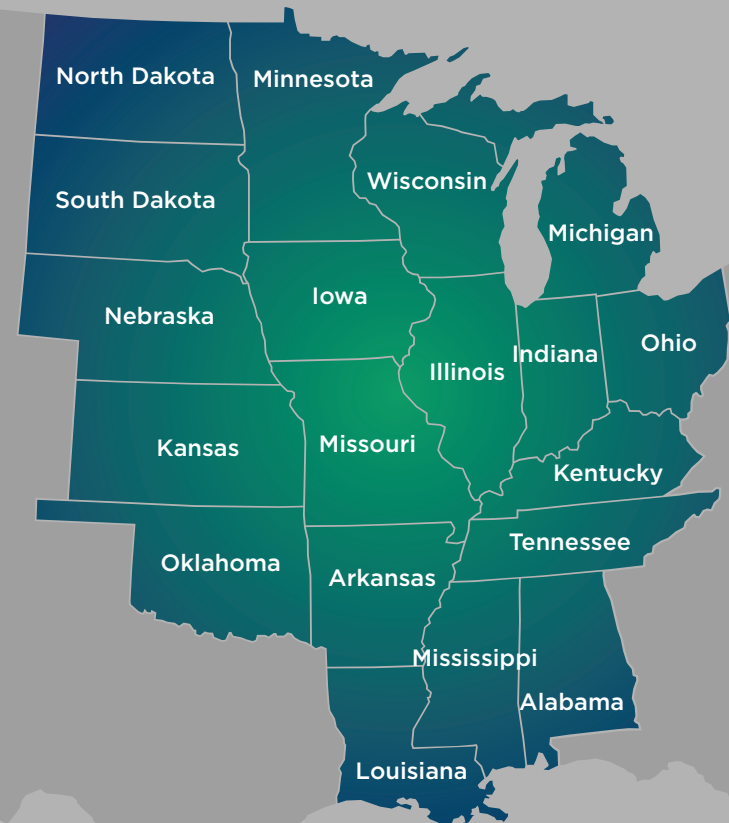 North Dakota
Minnesota
Wisconsin
South Dakota
Michigan
Iowa
Nebraska
Ohio
Indiana
Illinois
Missouri
Kansas
Kentucky
Tennessee
Oklahoma
Arkansas
Mississippi
Alabama
Louisiana